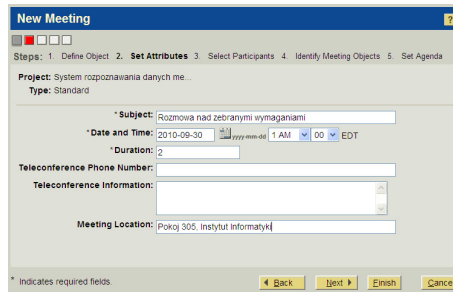 New Meeting ?
Steps: 1. Define Object 2. Set Attributes 3. Select Participants 4. Identify Meeting Objects 5. Set Agenda
Project: System rozpoznawania danych me...
Type: Standard
*Subject: Rozmowa nad zebranymi wymaganiami
*Date and Time: 2010-09-30 yyyy-mm-dd 1 AM 00 EDT
*Duration: 2
Teleconference Phone Number:
Teleconference Information:
Meeting Location: Pokoj 305, Instytut Informatyki
* Indicates required fields. Back Next Finish Cance